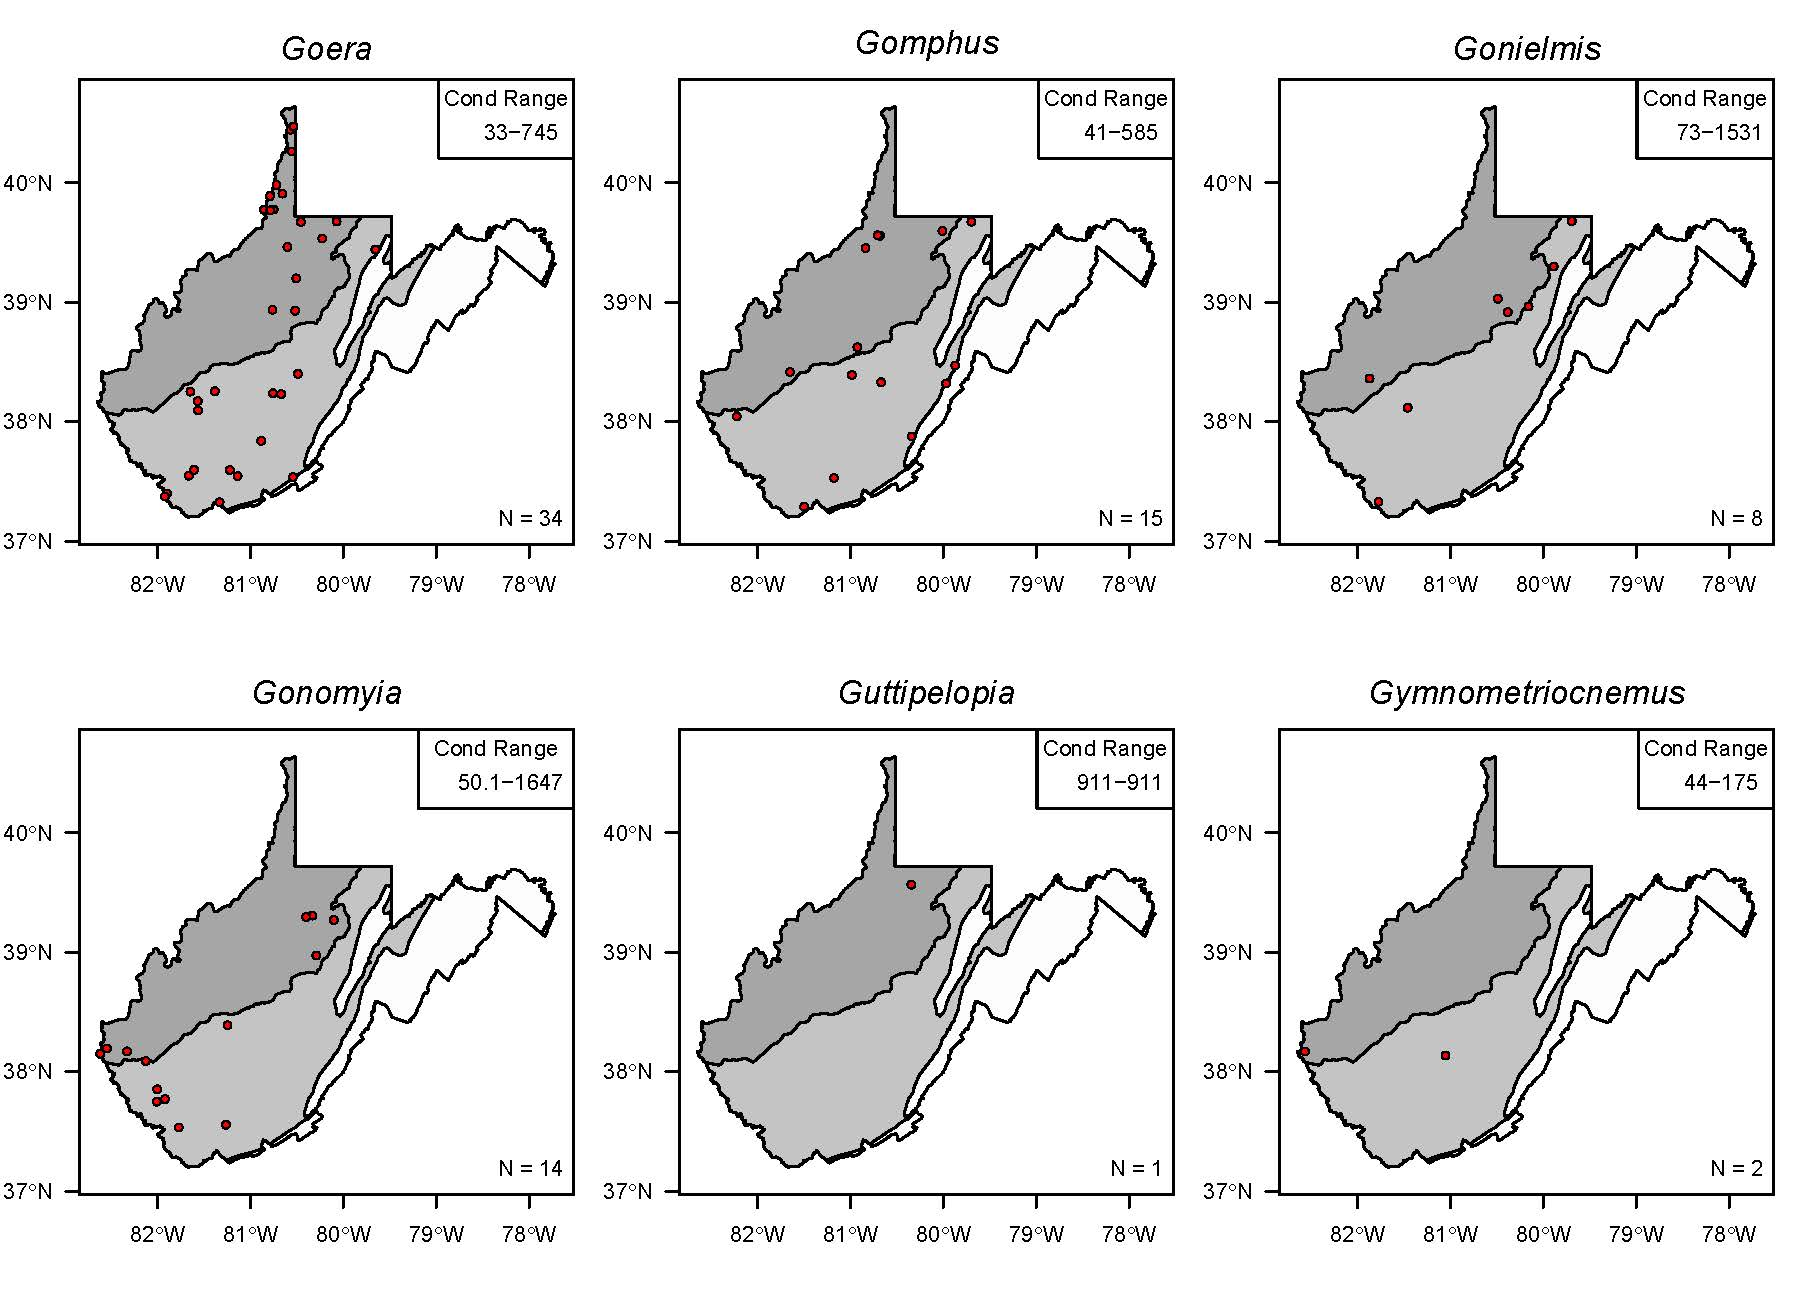 Goera
Gomphus
Gonielmis
Cond Range
33−745
Cond Range
41−585
Cond Range
73−1531
40°N
39°N
38°N
37°N
40°N
39°N
38°N
37°N
40°N
39°N
38°N
37°N
N = 34
N = 15
N = 8
82°W 81°W 80°W 79°W 78°W
82°W 81°W 80°W 79°W 78°W
82°W 81°W 80°W 79°W 78°W
Gonomyia
Guttipelopia
Gymnometriocnemus
Cond Range
50.1−1647
Cond Range
911−911
Cond Range
44−175
40°N
39°N
38°N
37°N
40°N
39°N
38°N
37°N
40°N
39°N
38°N
37°N
N = 14
N = 1
N = 2
82°W 81°W 80°W 79°W 78°W
82°W 81°W 80°W 79°W 78°W
82°W 81°W 80°W 79°W 78°W